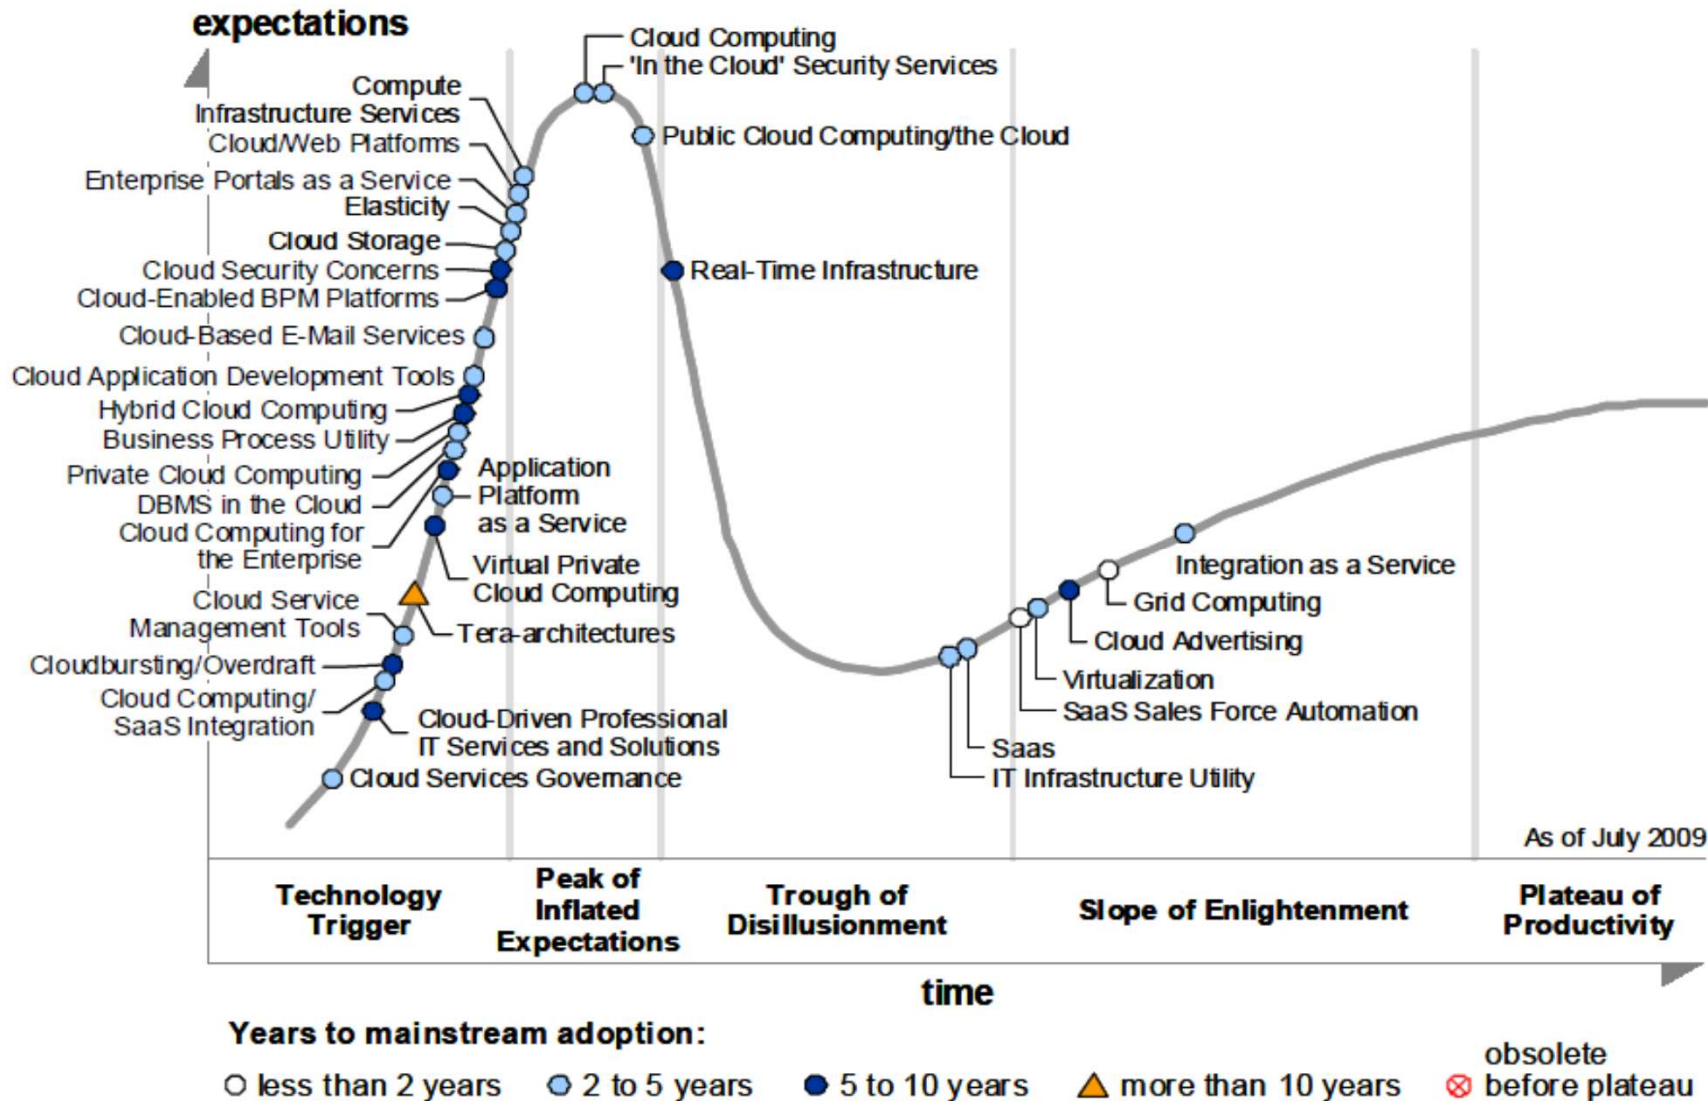 expectations
Cloud Computing
'In the Cloud' Security Services
Compute
Infrastructure Services
Cloud/Web Platforms
Public Cloud Computing/the Cloud
Enterprise Portals as a Service
Elasticity
Cloud Storage
Cloud Security Concerns
Real-Time Infrastructure
Cloud-Enabled BPM Platforms
Cloud-Based E-Mail Services
Cloud Application Development Tools
Hybrid Cloud Computing
Business Process Utility
Private Cloud Computing
DBMS in the Cloud
Cloud Computing for
the Enterprise
Application
Platform
as a Service
Virtual Private
Cloud Computing
Cloud Service
Management Tools
Tera-architectures
Cloudbursting/Overdraft
Cloud Computing/
SaaS Integration
Cloud-Driven Professional
IT Services and Solutions
Cloud Services Governance
Integration as a Service
Grid Computing
Cloud Advertising
Virtualization
SaaS Sales Force Automation
Saas
IT Infrastructure Utility
As of July 2009
Technology
Trigger
Peak of
Inflated
Expectations
Trough of
Disillusionment
Slope of Enlightenment
Plateau of
Productivity
time
Years to mainstream adoption:
less than 2 years
2 to 5 years
5 to 10 years
more than 10 years
obsolete
before plateau